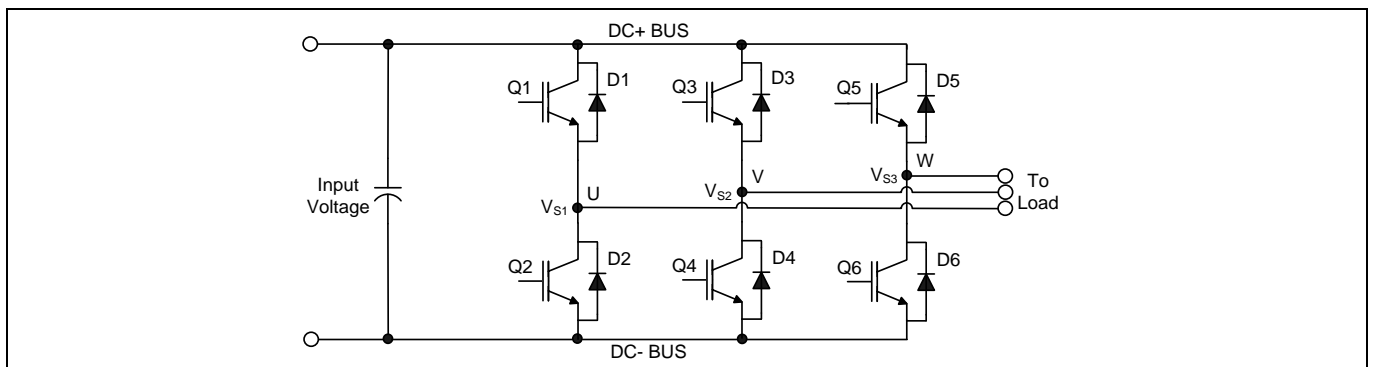 DC+ BUS
Q1
D1
Q3
D3
Q5
D5
Input
Voltage
U
V
W
VS1
VS2
VS3
To
Load
Q2
D2
Q4
D4
Q6
D6
DC- BUS